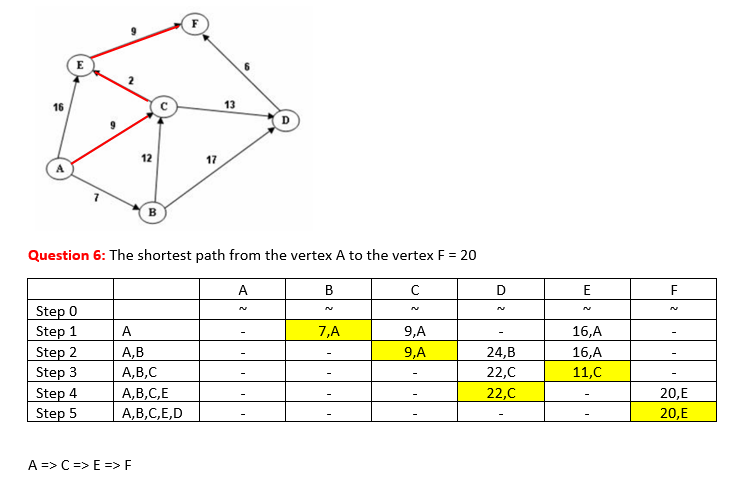 9
F
E
6
2
16
C
13
9
D
12
17
A
7
B
Question 6: The shortest path from the vertex A to the vertex F = 20
A B C D E F
Step 0 ~ ~ ~ ~ ~ ~
Step 1 A - 7,A 9,A - 16,A -
Step 2 A,B - - 9,A 24,B 16,A -
Step 3 A,B,C - - - 22,C 11,C -
Step 4 A,B,C,E - - - 22,C - 20,E
Step 5 A,B,C,E,D - - - - - 20,E
A => C => E => F